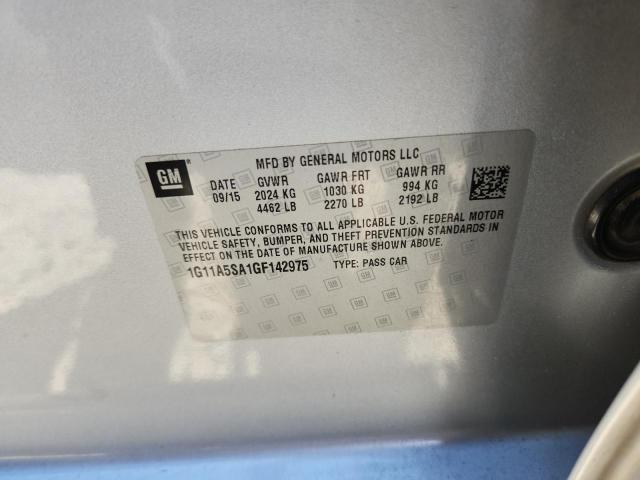 GM
MFD BY GENERAL MOTORS LLC
DATE GVWR GAWR FRT GAWR RR
09/15 2024 KG 1030 KG 994 KG
4462 LB 2270 LB 2192 LB
THIS VEHICLE CONFORMS TO ALL APPLICABLE U.S. FEDERAL MOTOR
VEHICLE SAFETY, BUMPER, AND THEFT PREVENTION STANDARDS IN
EFFECT ON THE DATE OF MANUFACTURE SHOWN ABOVE.
1G11A5SA1GF142975 TYPE: PASS CAR